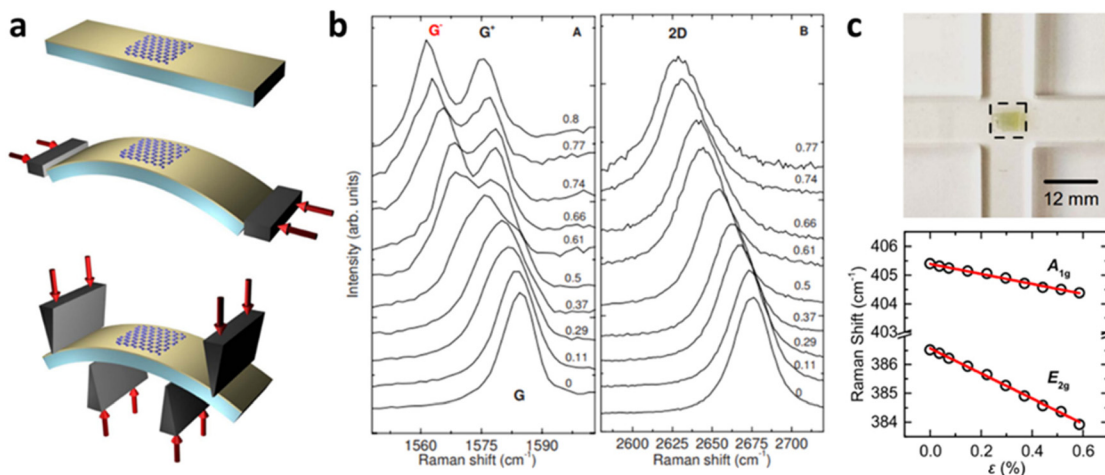 a
b
G⁻
G⁺
A
0.8
0.77
0.74
0.66
0.61
0.5
0.37
0.29
0.11
0
G
Intensity (arb. units)
1560
1575
1590
Raman shift (cm⁻¹)
2D
B
0.77
0.74
0.66
0.61
0.5
0.37
0.29
0.11
0
2600
2625
2650
2675
2700
Raman shift (cm⁻¹)
c
12 mm
406
405
404
403
386
385
384
A1g
E2g
Raman Shift (cm⁻¹)
0.0
0.2
0.4
0.6
ε (%)